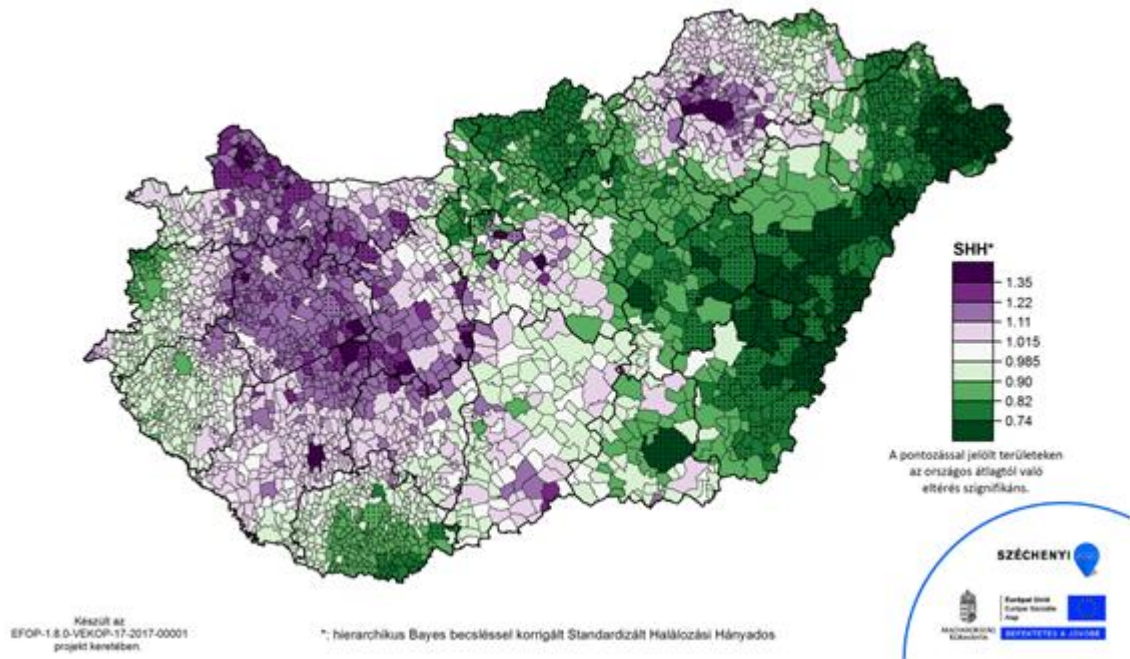 SHH*
1.35
1.22
1.11
1.015
0.985
0.90
0.82
0.74
A pontozással jelölt területeken
az országos átlagtól való
eltérés szignifikáns.
SZÉCHENYI 2020
MAGYARORSZÁG
KORMÁNYA
Európai Unió
Európai Szociális
Alap
BEFEKTETÉS A JÖVŐBE
Készült az
EFOP-1.8.0-VEKOP-17-2017-00001
projekt keretében.
*: hierarchikus Bayes becsléssel korrigált Standardizált Halálozási Hányados